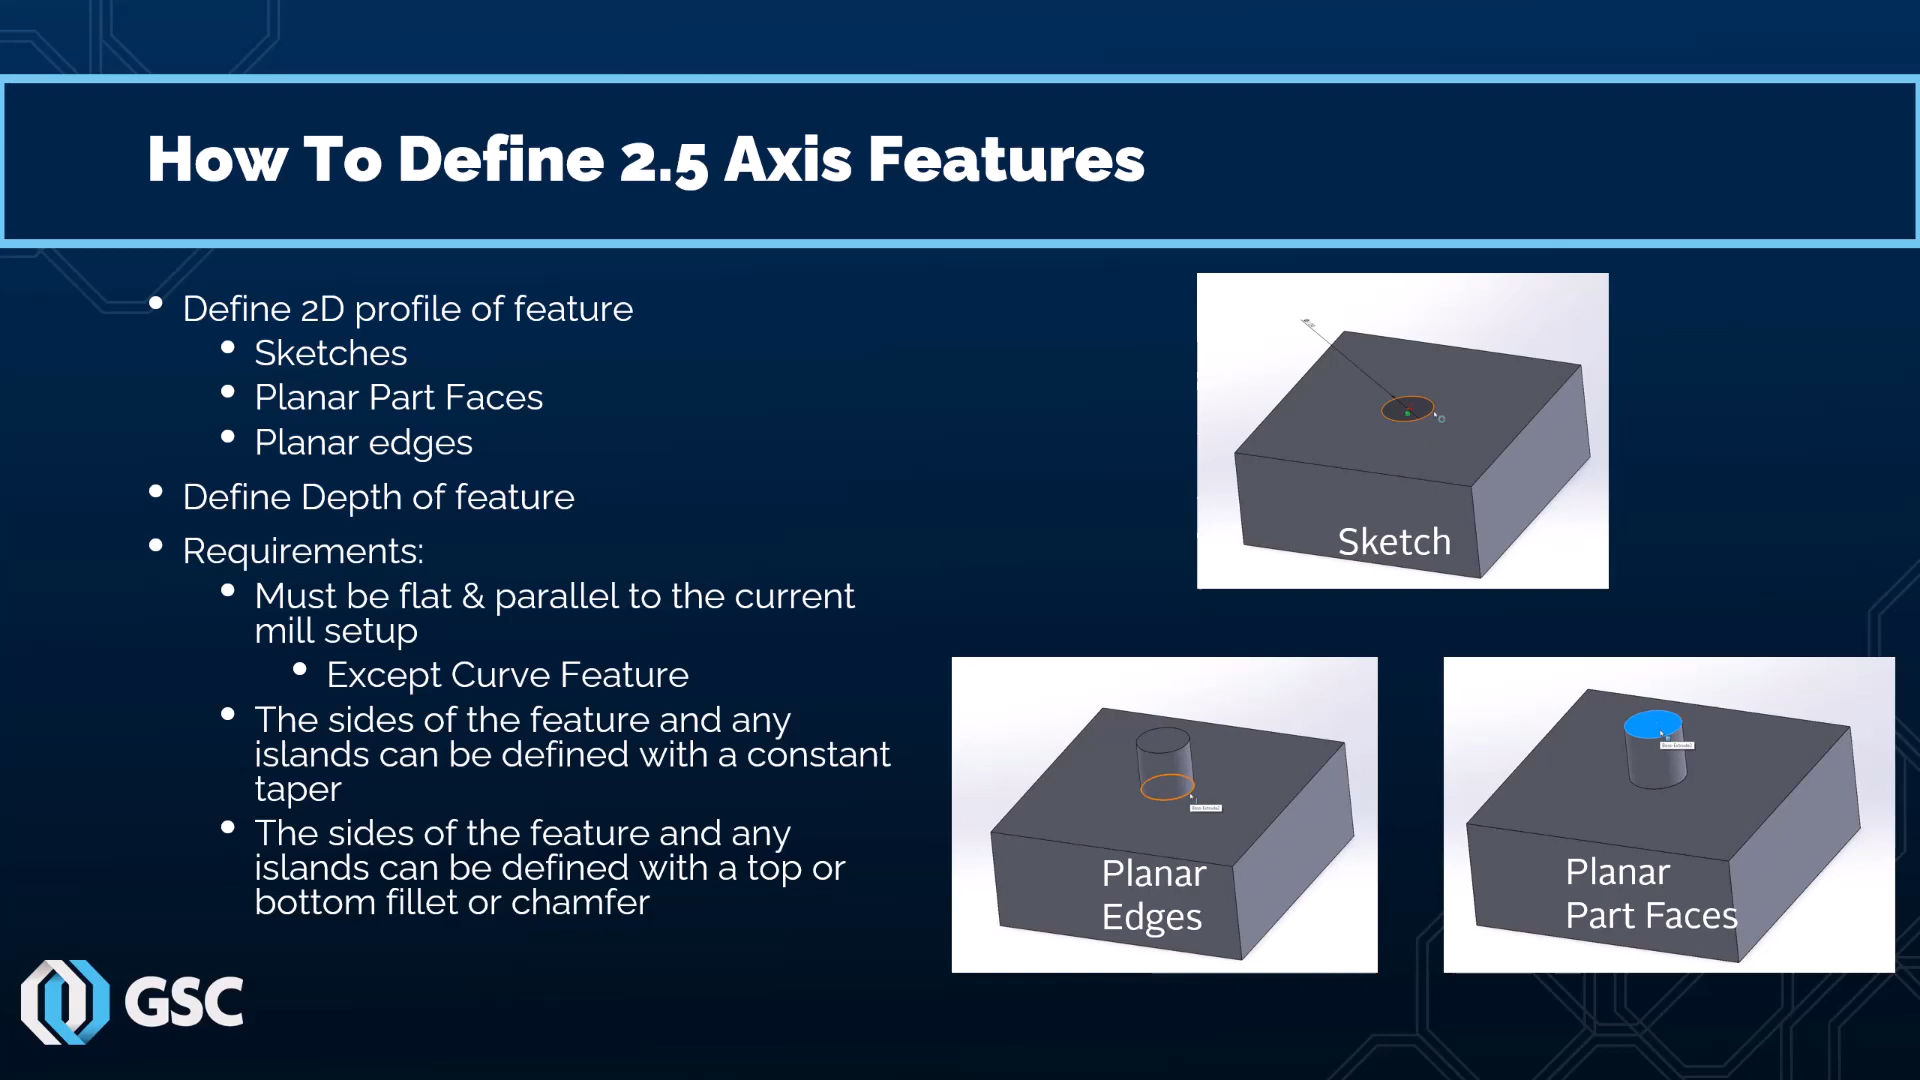 How To Define 2.5 Axis Features
• Define 2D profile of feature
• Sketches
• Planar Part Faces
• Planar edges
• Define Depth of feature
• Requirements:
• Must be flat & parallel to the current
mill setup
• Except Curve Feature
• The sides of the feature and any
islands can be defined with a constant
taper
• The sides of the feature and any
islands can be defined with a top or
bottom fillet or chamfer
Sketch
Planar
Edges
Planar
Part Faces
GSC